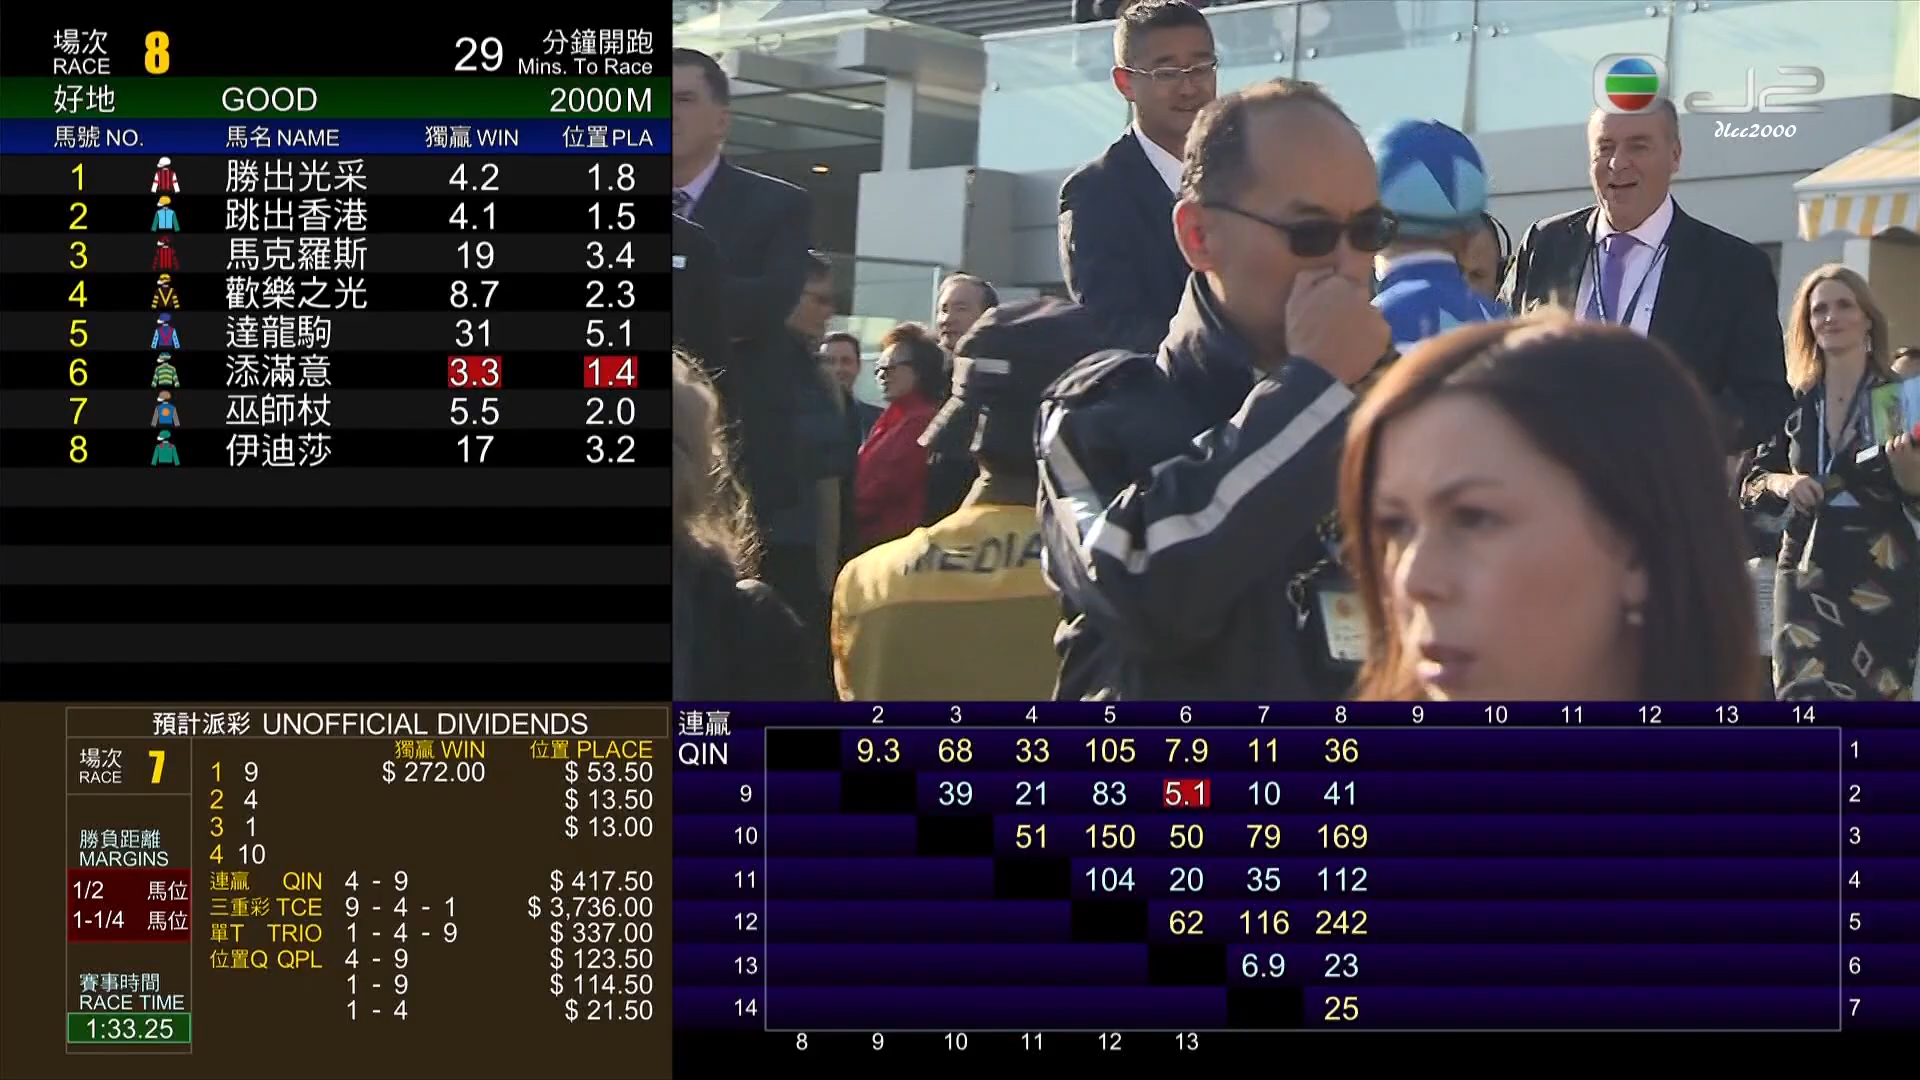 場次 RACE 8 29 分鐘開跑 Mins. To Race
好地 GOOD 2000M
馬號 NO. 馬名 NAME 獨贏 WIN 位置 PLA
1 勝出光采 4.2 1.8
2 跳出香港 4.1 1.5
3 馬克羅斯 19 3.4
4 歡樂之光 8.7 2.3
5 達龍駒 31 5.1
6 添滿意 3.3 1.4
7 巫師杖 5.5 2.0
8 伊迪莎 17 3.2
J2
dlcc2000
MEDIA
預計派彩 UNOFFICIAL DIVIDENDS
場次 RACE 7
獨贏 WIN 位置 PLACE
1 9 $ 272.00 $ 53.50
2 4 $ 13.50
3 1 $ 13.00
4 10
勝負距離
MARGINS
1/2 馬位
1-1/4 馬位
賽事時間
RACE TIME
1:33.25
連贏 QIN 4 - 9 $ 417.50
三重彩 TCE 9 - 4 - 1 $ 3,736.00
單T TRIO 1 - 4 - 9 $ 337.00
位置Q QPL 4 - 9 $ 123.50
1 - 9 $ 114.50
1 - 4 $ 21.50
連贏 QIN
2 3 4 5 6 7 8 9 10 11 12 13 14
9.3 68 33 105 7.9 11 36 1
9 39 21 83 5.1 10 41 2
10 51 150 50 79 169 3
11 104 20 35 112 4
12 62 116 242 5
13 6.9 23 6
14 25 7
8 9 10 11 12 13